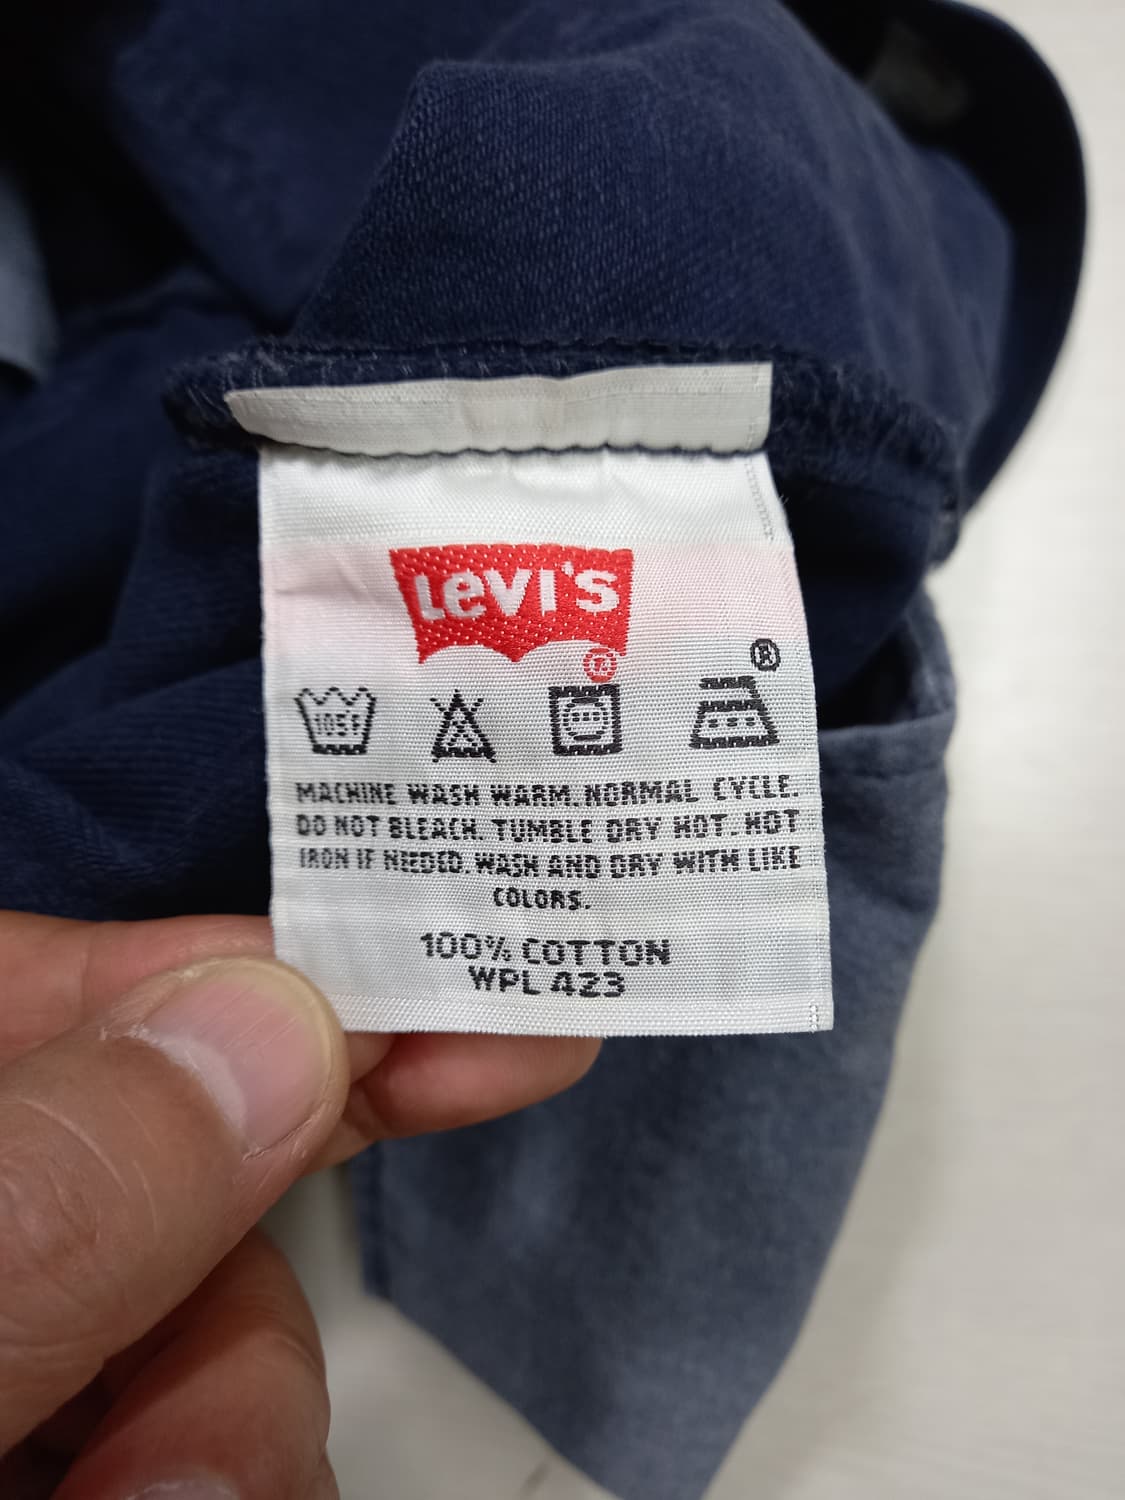 Levi's
®
®
105F
MACHINE WASH WARM. NORMAL CYCLE.
DO NOT BLEACH. TUMBLE DRY HOT. HOT
IRON IF NEEDED. WASH AND DRY WITH LIKE
COLORS.
100% COTTON
WPL 423